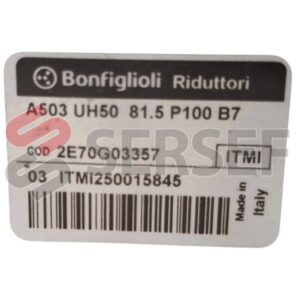 Bonfiglioli Riduttori
A503 UH50 81.5 P100 B7
COD 2E70G03357 ITMI
03 ITMI250015845
Made in Italy
SERSEF